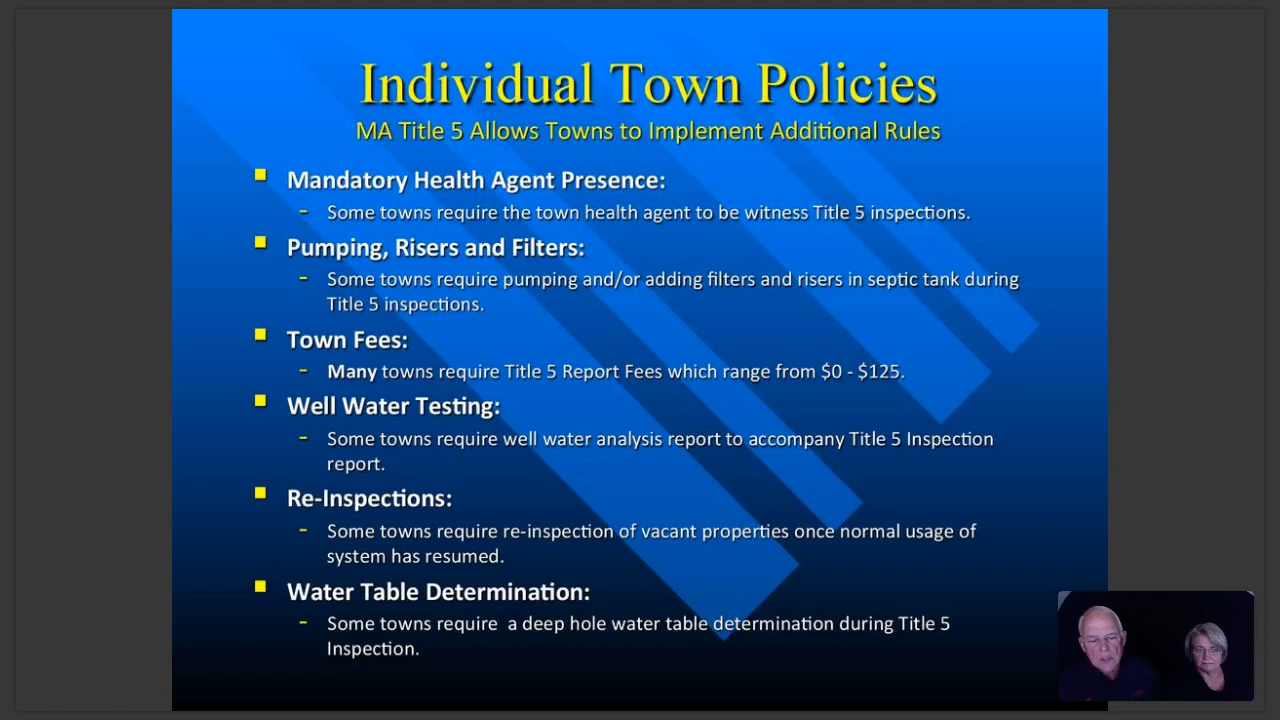 Individual Town Policies
MA Title 5 Allows Towns to Implement Additional Rules
Mandatory Health Agent Presence:
- Some towns require the town health agent to be witness Title 5 inspections.
Pumping, Risers and Filters:
- Some towns require pumping and/or adding filters and risers in septic tank during
Title 5 inspections.
Town Fees:
- Many towns require Title 5 Report Fees which range from $0 - $125.
Well Water Testing:
- Some towns require well water analysis report to accompany Title 5 Inspection
report.
Re-Inspections:
- Some towns require re-inspection of vacant properties once normal usage of
system has resumed.
Water Table Determination:
- Some towns require  a deep hole water table determination during Title 5
Inspection.